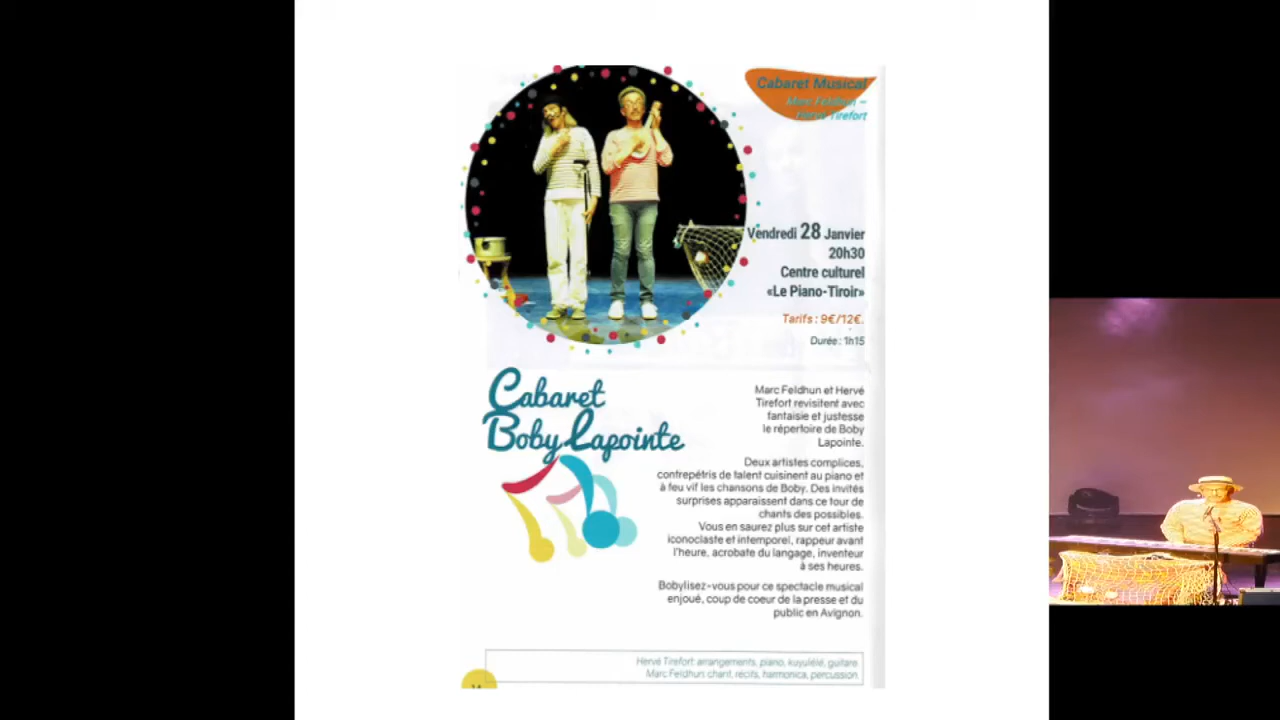 Cabaret Musical
Marc Feldhun –
Hervé Tirefort
Vendredi 28 Janvier
20h30
Centre culturel
«Le Piano-Tiroir»
Tarifs : 9€/12€.
Durée : 1h15
Cabaret
Boby Lapointe
Marc Feldhun et Hervé
Tirefort revisitent avec
fantaisie et justesse
le répertoire de Boby
Lapointe.
Deux artistes complices,
contrepétris de talent cuisinent au piano et
à feu vif les chansons de Boby. Des invités
surprises apparaissent dans ce tour de
chants des possibles.
Vous en saurez plus sur cet artiste
iconoclaste et intemporel, rappeur avant
l'heure, acrobate du langage, inventeur
à ses heures.
Bobylisez-vous pour ce spectacle musical
enjoué, coup de coeur de la presse et du
public en Avignon.
Hervé Tirefort: arrangements, piano, kuyulélé, guitare
Marc Feldhun: chant, récits, harmonica, percussion